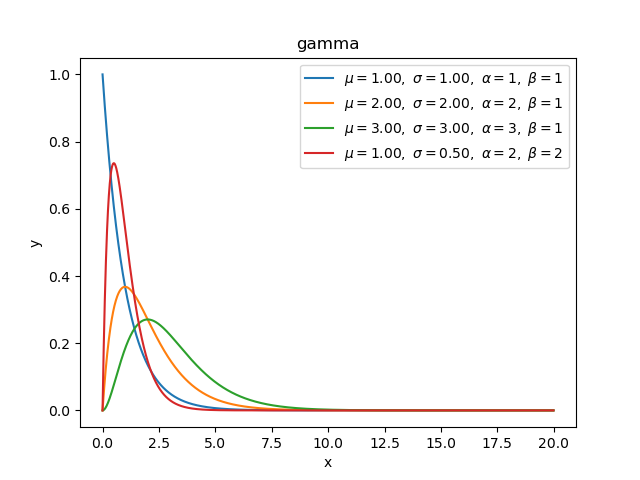 gamma
1.0
0.8
0.6
0.4
0.2
0.0
y
0.0 2.5 5.0 7.5 10.0 12.5 15.0 17.5 20.0
x
μ = 1.00, σ = 1.00, α = 1, β = 1
μ = 2.00, σ = 2.00, α = 2, β = 1
μ = 3.00, σ = 3.00, α = 3, β = 1
μ = 1.00, σ = 0.50, α = 2, β = 2